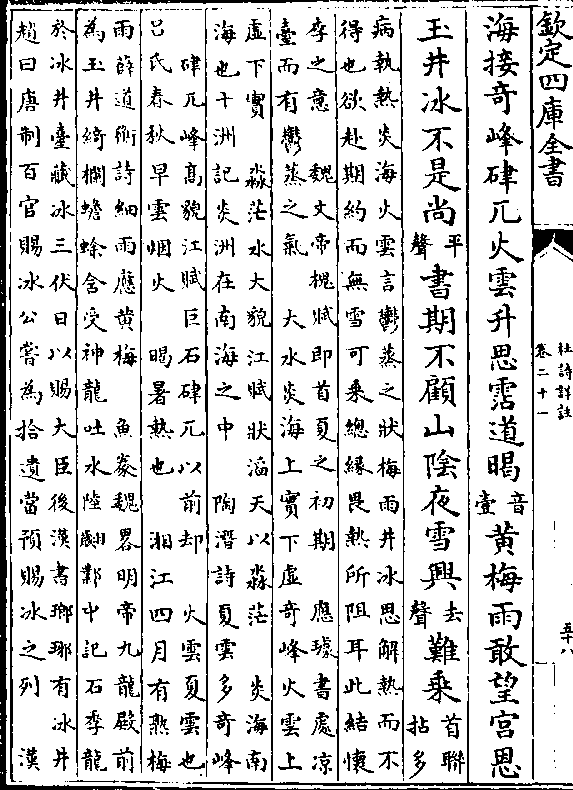 欽定四庫全書
杜詩詳註
卷二十一
五十八
海接奇峰硉兀火雲升思霑道暍音壹黄梅雨敢望宫恩
玉井冰不是尚平聲書期不顧山隂夜雪興去聲難乘首聯拈多
病執熱炎海火雲言鬱蒸之狀梅雨井冰思解熱而不
得也欲赴期約而無雪可乘總緣畏熱所阻耳此結懷
李之意　魏文帝槐賦即首夏之初期　應璩書處凉
臺而有鬱蒸之氣　大水炎海上實下虚奇峰火雲上
虚下實　淼茫水大貌江賦狀滔天以淼茫　炎海南
海也十洲記炎洲在南海之中　陶潛詩夏雲多奇峰
　硉兀峰髙貌江賦巨石硉兀以前却　火雲夏雲也
吕氏春秋旱雲烟火　暍暑熱也　湘江四月有熟梅
雨薛道衡詩細雨應黄梅　魚豢魏畧明帝九龍殿前
為玉井綺欄蟾蜍含受神龍吐水陸翽鄴中記石季龍
於冰井臺藏冰三伏日以賜大臣後漢書瑯琊有冰井
趙曰唐制百官賜冰公嘗為拾遺當預賜冰之列　漢